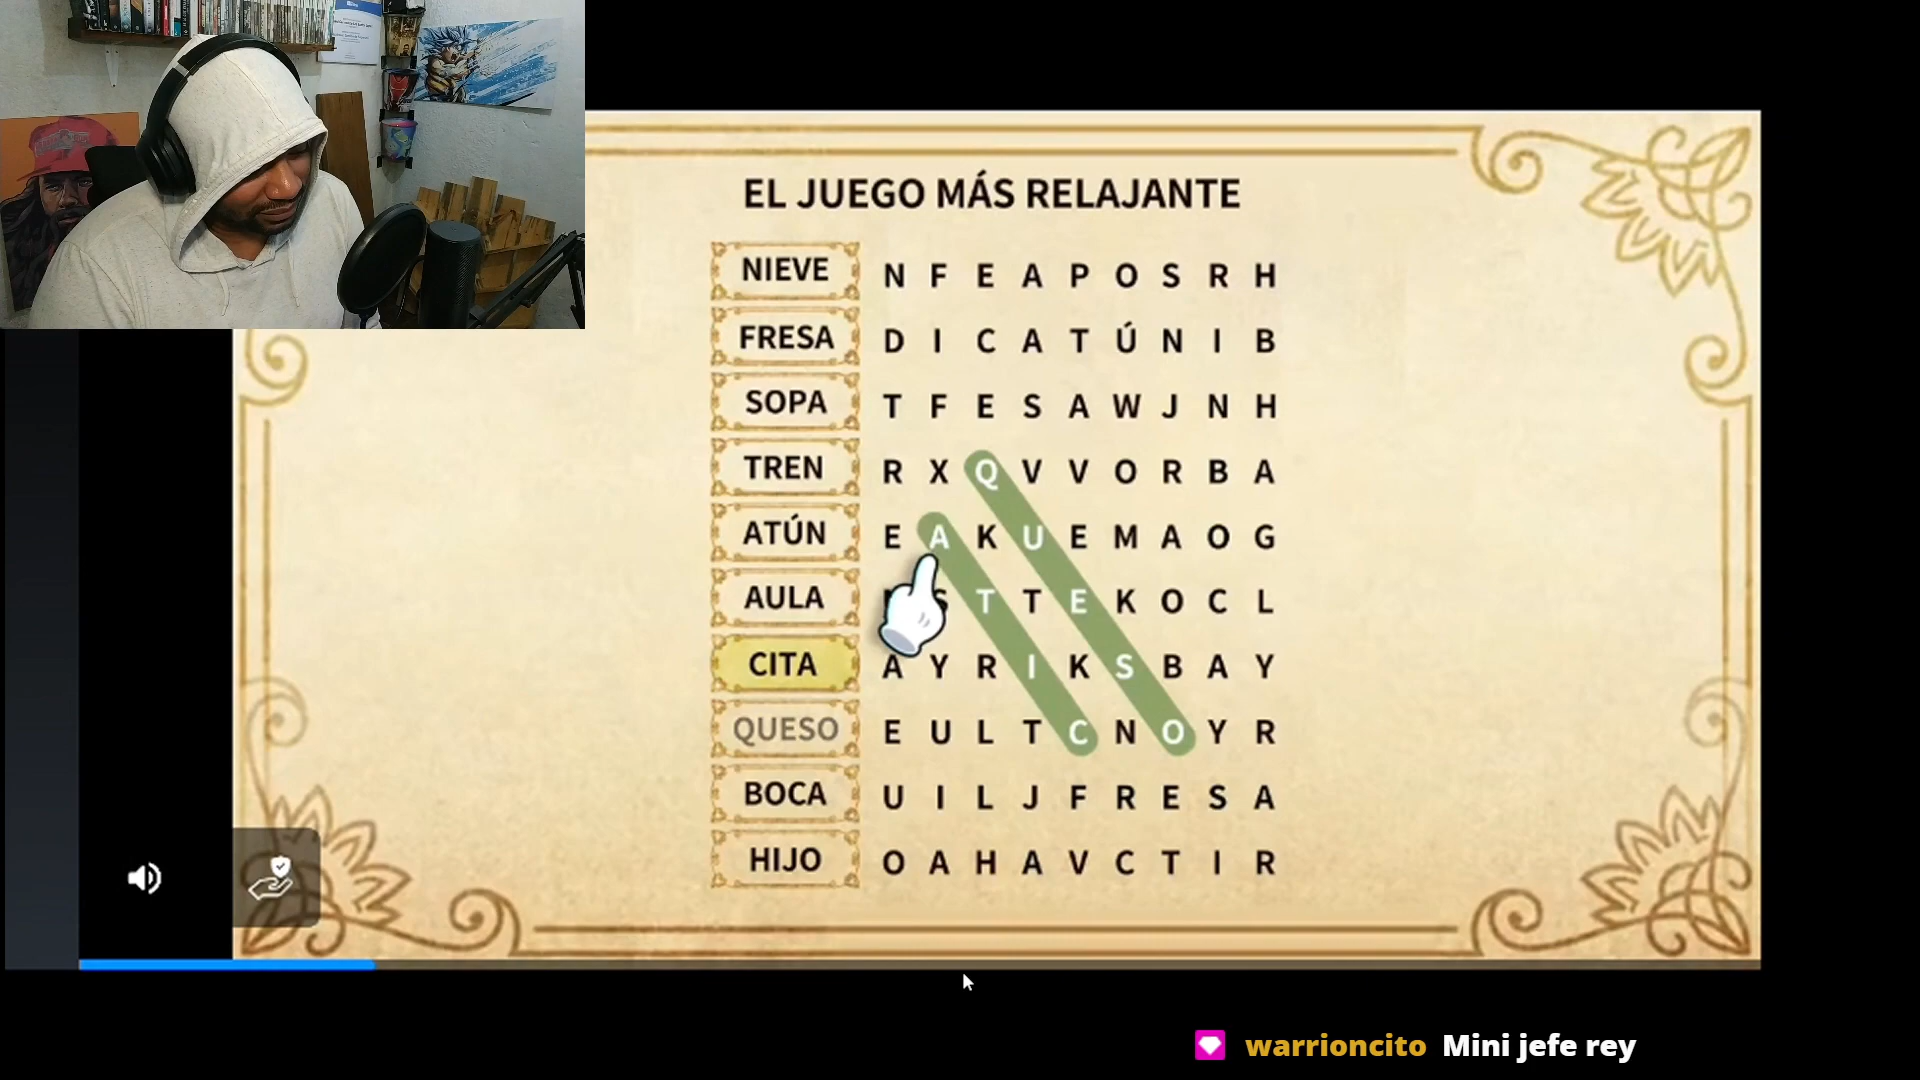 EL JUEGO MÁS RELAJANTE
NIEVE N F E A P O S R H
FRESA D I C A T Ú N I B
SOPA T F E S A W J N H
TREN R X Q V V O R B A
ATÚN E A K U E M A O G
AULA S T T E K O C L
CITA A Y R I K S B A Y
QUESO E U L T C N O Y R
BOCA U I L J F R E S A
HIJO O A H A V C T I R
warrioncito Mini jefe rey